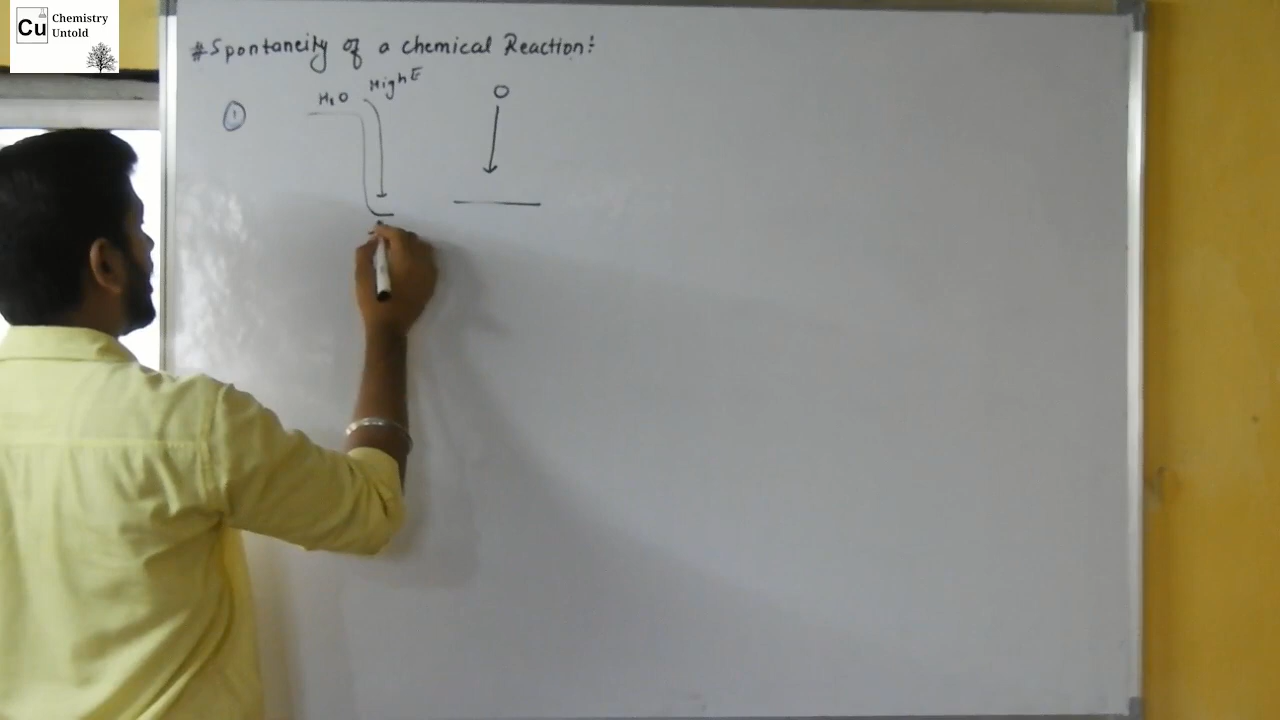 Cu Chemistry
Untold
#Spontaneity of a chemical Reaction:
High E
H₂O
1